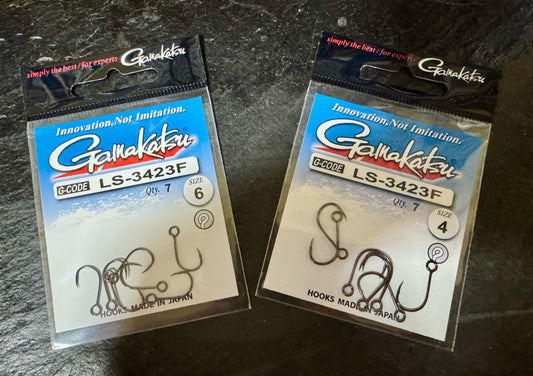 simply the best/for experts Gamakatsu
Innovation, Not Imitation.
Gamakatsu
G-CODE LS-3423F
Qty. 7 SIZE 6
HOOKS MADE IN JAPAN
simply the best/for experts Gamakatsu
Innovation, Not Imitation.
Gamakatsu
G-CODE LS-3423F
Qty. 7 SIZE 4
HOOKS MADE IN JAPAN